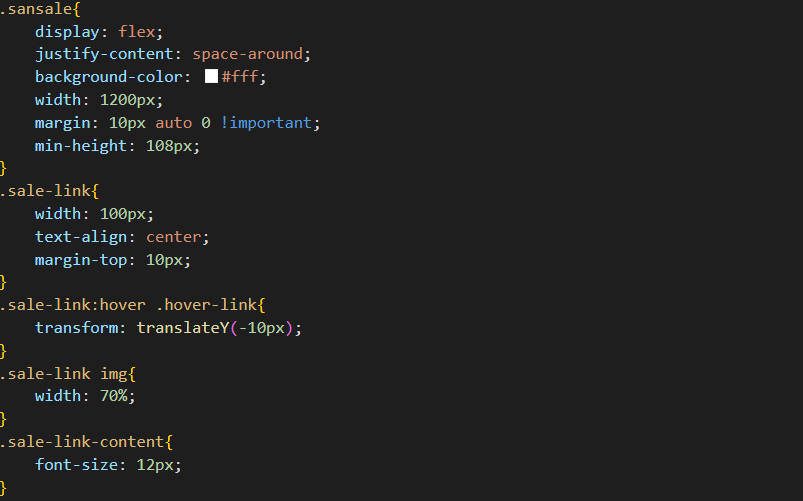 .sansale{
    display: flex;
    justify-content: space-around;
    background-color: #fff;
    width: 1200px;
    margin: 10px auto 0 !important;
    min-height: 108px;
}
.sale-link{
    width: 100px;
    text-align: center;
    margin-top: 10px;
}
.sale-link:hover .hover-link{
    transform: translateY(-10px);
}
.sale-link img{
    width: 70%;
}
.sale-link-content{
    font-size: 12px;
}